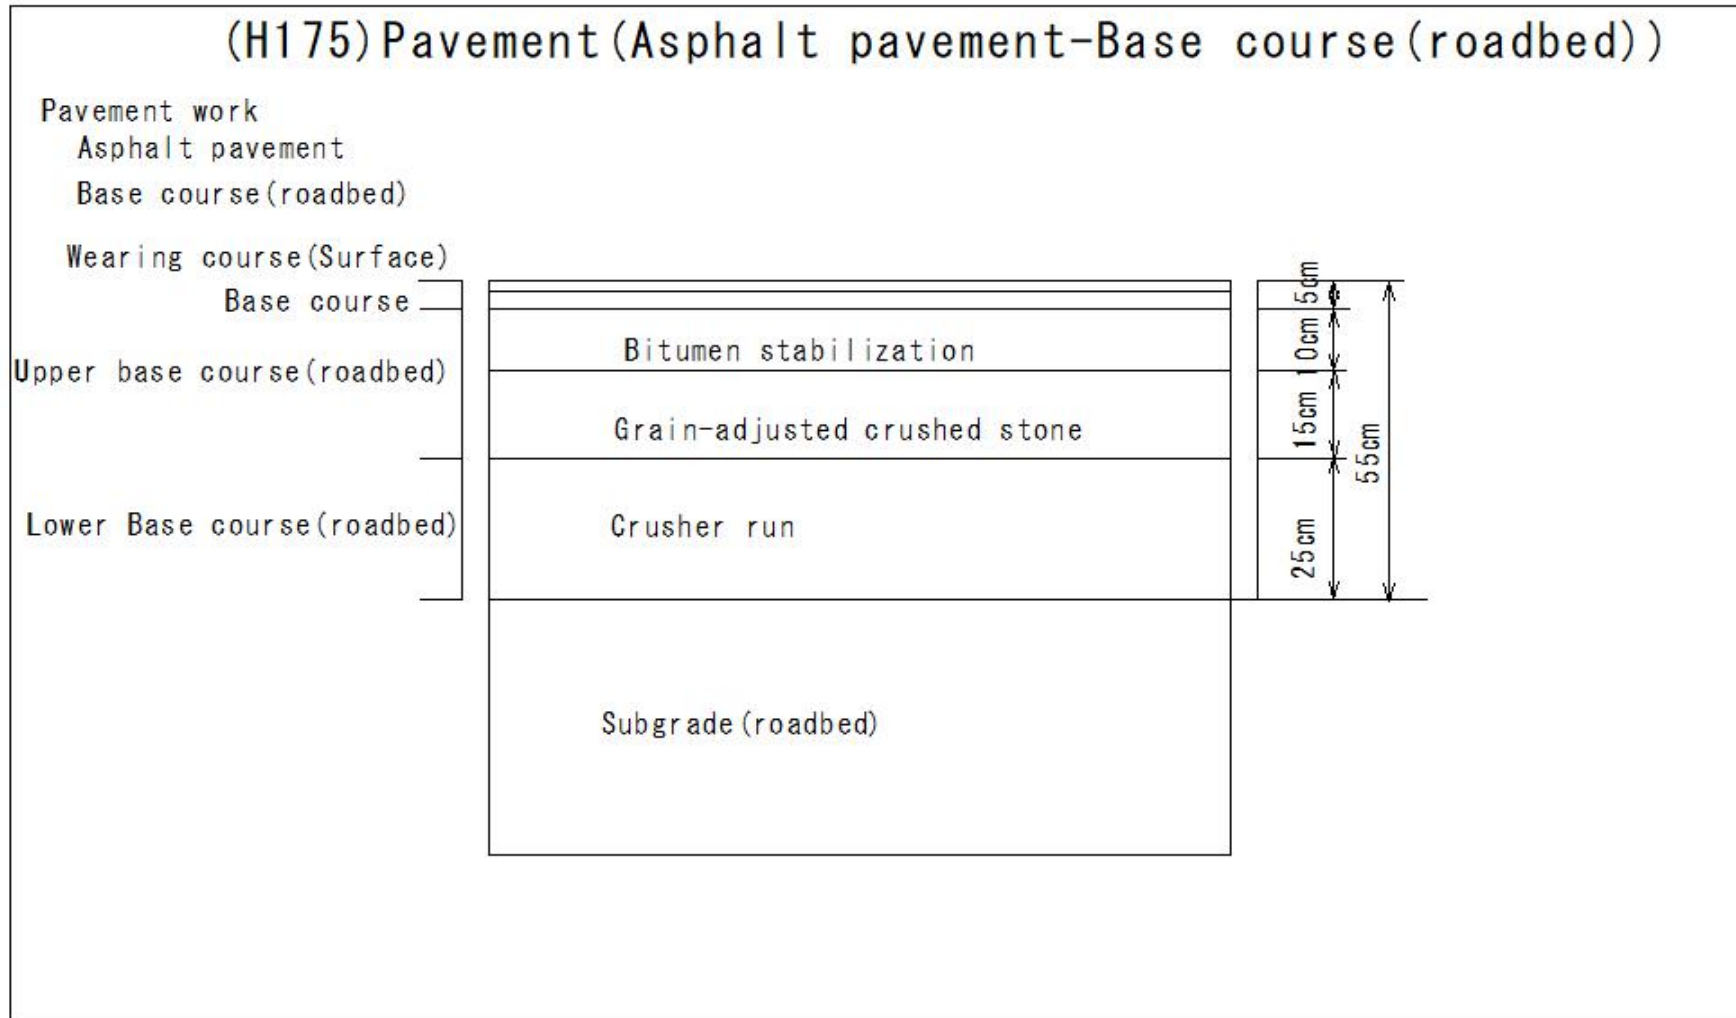 (H175)Pavement(Asphalt pavement-Base course(roadbed))
Pavement work
Asphalt pavement
Base course(roadbed)
Wearing course(Surface)
Base course
Upper base course(roadbed)
Lower Base course(roadbed)
Bitumen stabilization
Grain-adjusted crushed stone
Crusher run
Subgrade(roadbed)
5cm
10cm
15cm
25cm
55cm